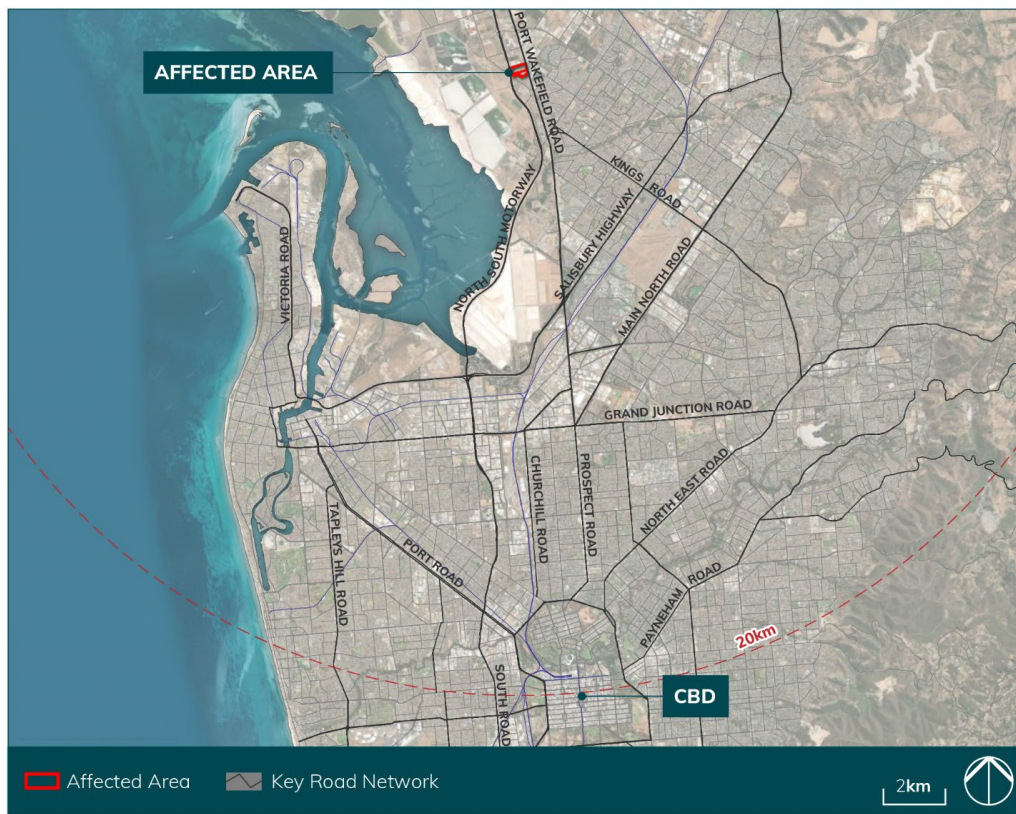 PORT WAKEFIELD ROAD
AFFECTED AREA
KINGS ROAD
NORTH SOUTH MOTORWAY
SALISBURY HIGHWAY
VICTORIA ROAD
MAIN NORTH ROAD
GRAND JUNCTION ROAD
CHURCHILL ROAD
PROSPECT ROAD
NORTH EAST ROAD
TAPLEYS HILL ROAD
PORT ROAD
PAYNEHAM ROAD
20km
SOUTH ROAD
CBD
Affected Area
Key Road Network
2km